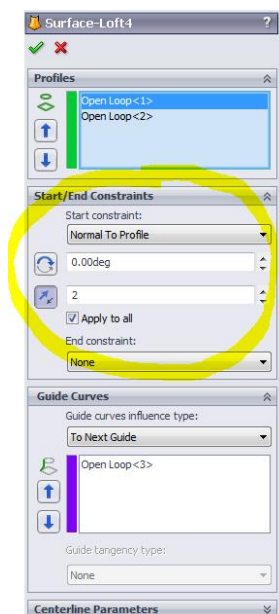 Surface-Loft4 ?
Profiles
Open Loop<1>
Open Loop<2>
Start/End Constraints
Start constraint:
Normal To Profile
0.00deg
2
Apply to all
End constraint:
None
Guide Curves
Guide curves influence type:
To Next Guide
Open Loop<3>
Guide tangency type:
None
Centerline Parameters